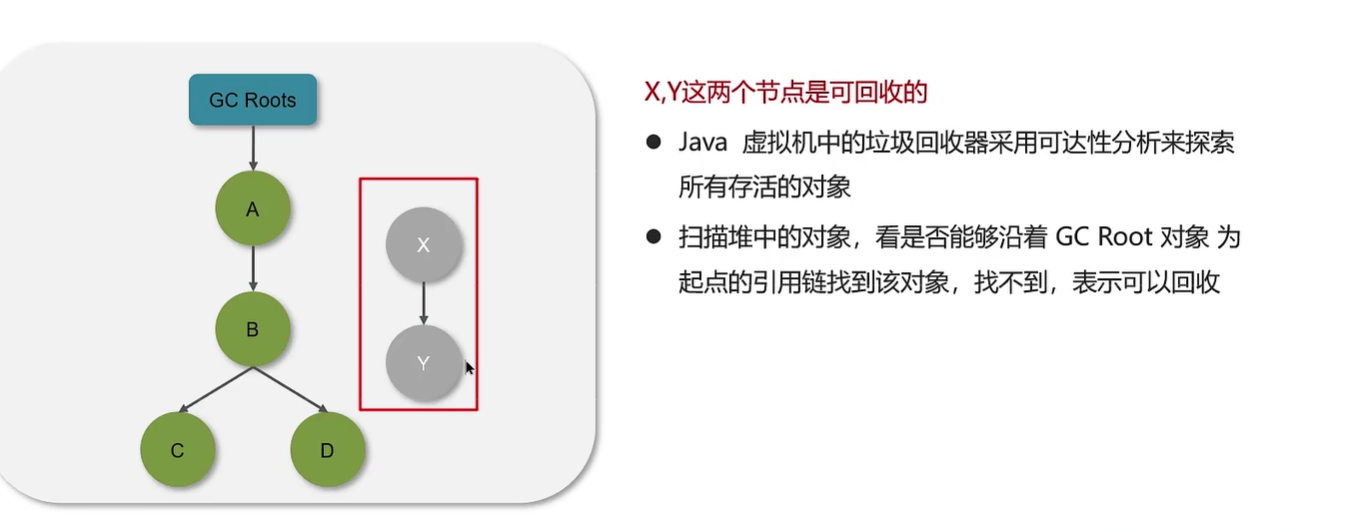 GC Roots
A
B
C
D
X
Y
X,Y这两个节点是可回收的
● Java 虚拟机中的垃圾回收器采用可达性分析来探索
所有存活的对象
● 扫描堆中的对象，看是否能够沿着 GC Root 对象 为
起点的引用链找到该对象，找不到，表示可以回收